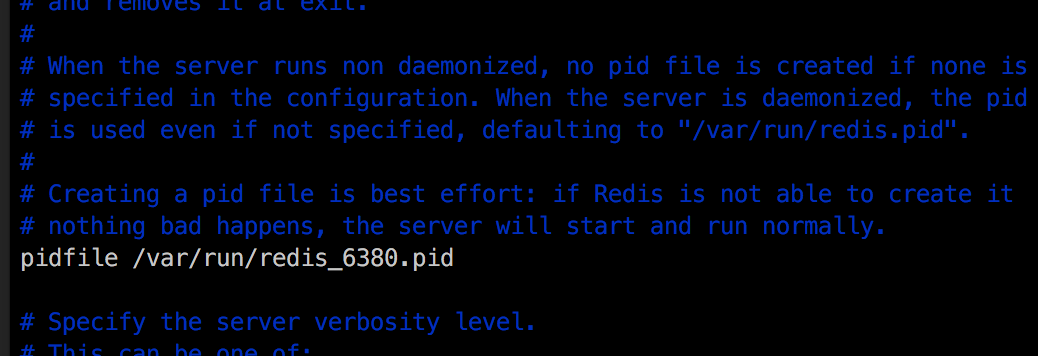 # and removes it at exit.
#
# When the server runs non daemonized, no pid file is created if none is
# specified in the configuration. When the server is daemonized, the pid
# is used even if not specified, defaulting to "/var/run/redis.pid".
#
# Creating a pid file is best effort: if Redis is not able to create it
# nothing bad happens, the server will start and run normally.
pidfile /var/run/redis_6380.pid
# Specify the server verbosity level.
# This can be one of: